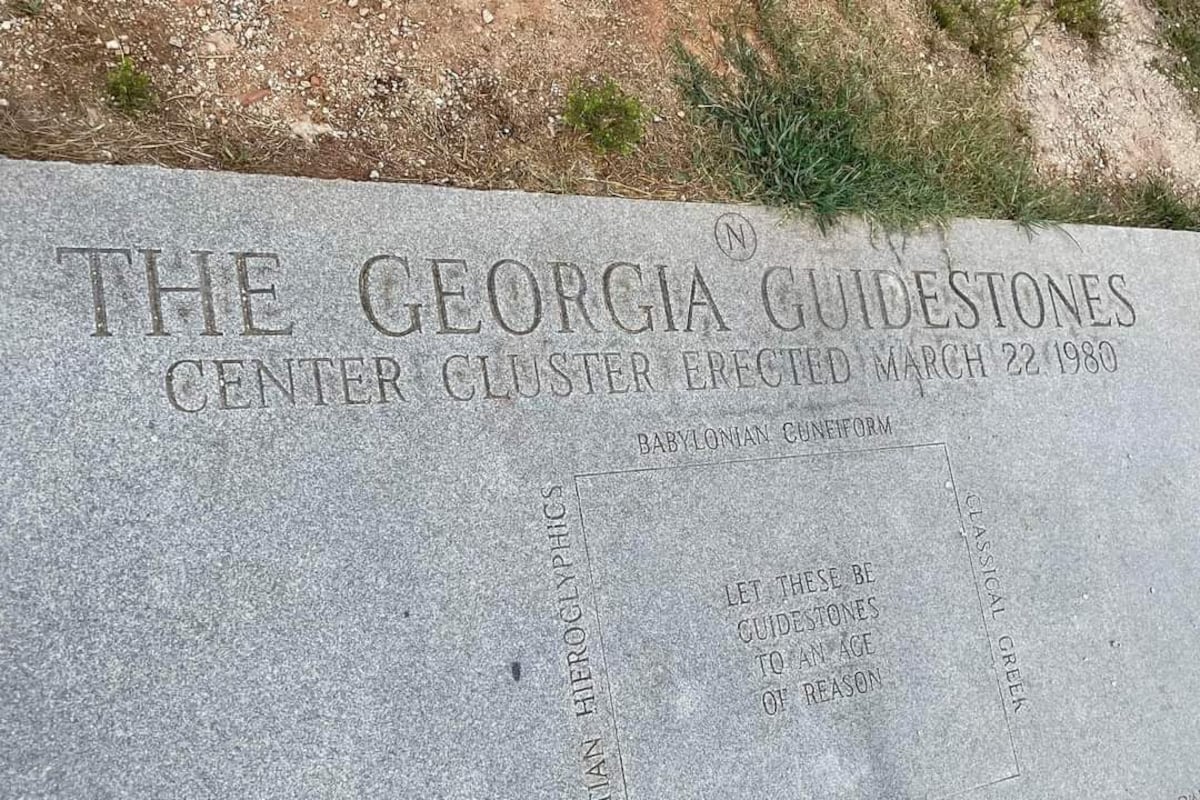 N
THE GEORGIA GUIDESTONES
CENTER CLUSTER ERECTED MARCH 22 1980
BABYLONIAN CUNEIFORM
TIAN HIEROGLYPHICS
CLASSICAL GREEK
LET THESE BE
GUIDESTONES
TO AN AGE
OF REASON